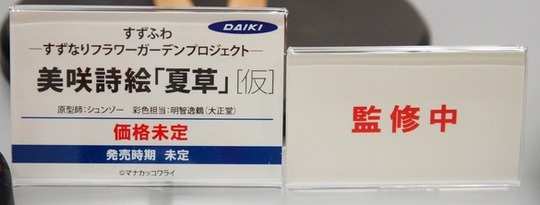 DAIKI
すずふわ
―すずなりフラワーガーデンプロジェクト―
美咲詩絵「夏草」[仮]
原型師:シュンゾー 彩色担当:明智逸鶴(大正堂)
価格未定
発売時期 未定
©マナカッコワライ
監修中